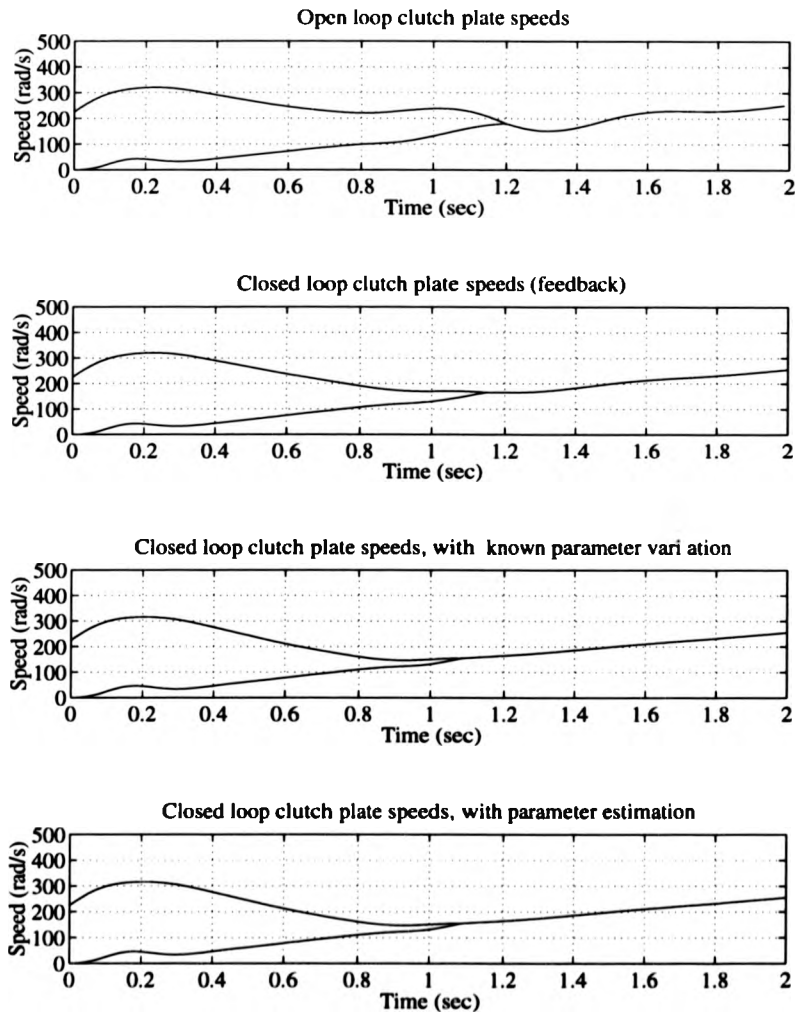 Open loop clutch plate speeds
500
400
300
200
100
0
Speed (rad/s)
0 0.2 0.4 0.6 0.8 1 1.2 1.4 1.6 1.8 2
Time (sec)
Closed loop clutch plate speeds (feedback)
500
400
300
200
100
0
Speed (rad/s)
0 0.2 0.4 0.6 0.8 1 1.2 1.4 1.6 1.8 2
Time (sec)
Closed loop clutch plate speeds, with known parameter vari ation
500
400
300
200
100
0
Speed (rad/s)
0 0.2 0.4 0.6 0.8 1 1.2 1.4 1.6 1.8 2
Time (sec)
Closed loop clutch plate speeds, with parameter estimation
500
400
300
200
100
0
Speed (rad/s)
0 0.2 0.4 0.6 0.8 1 1.2 1.4 1.6 1.8 2
Time (sec)